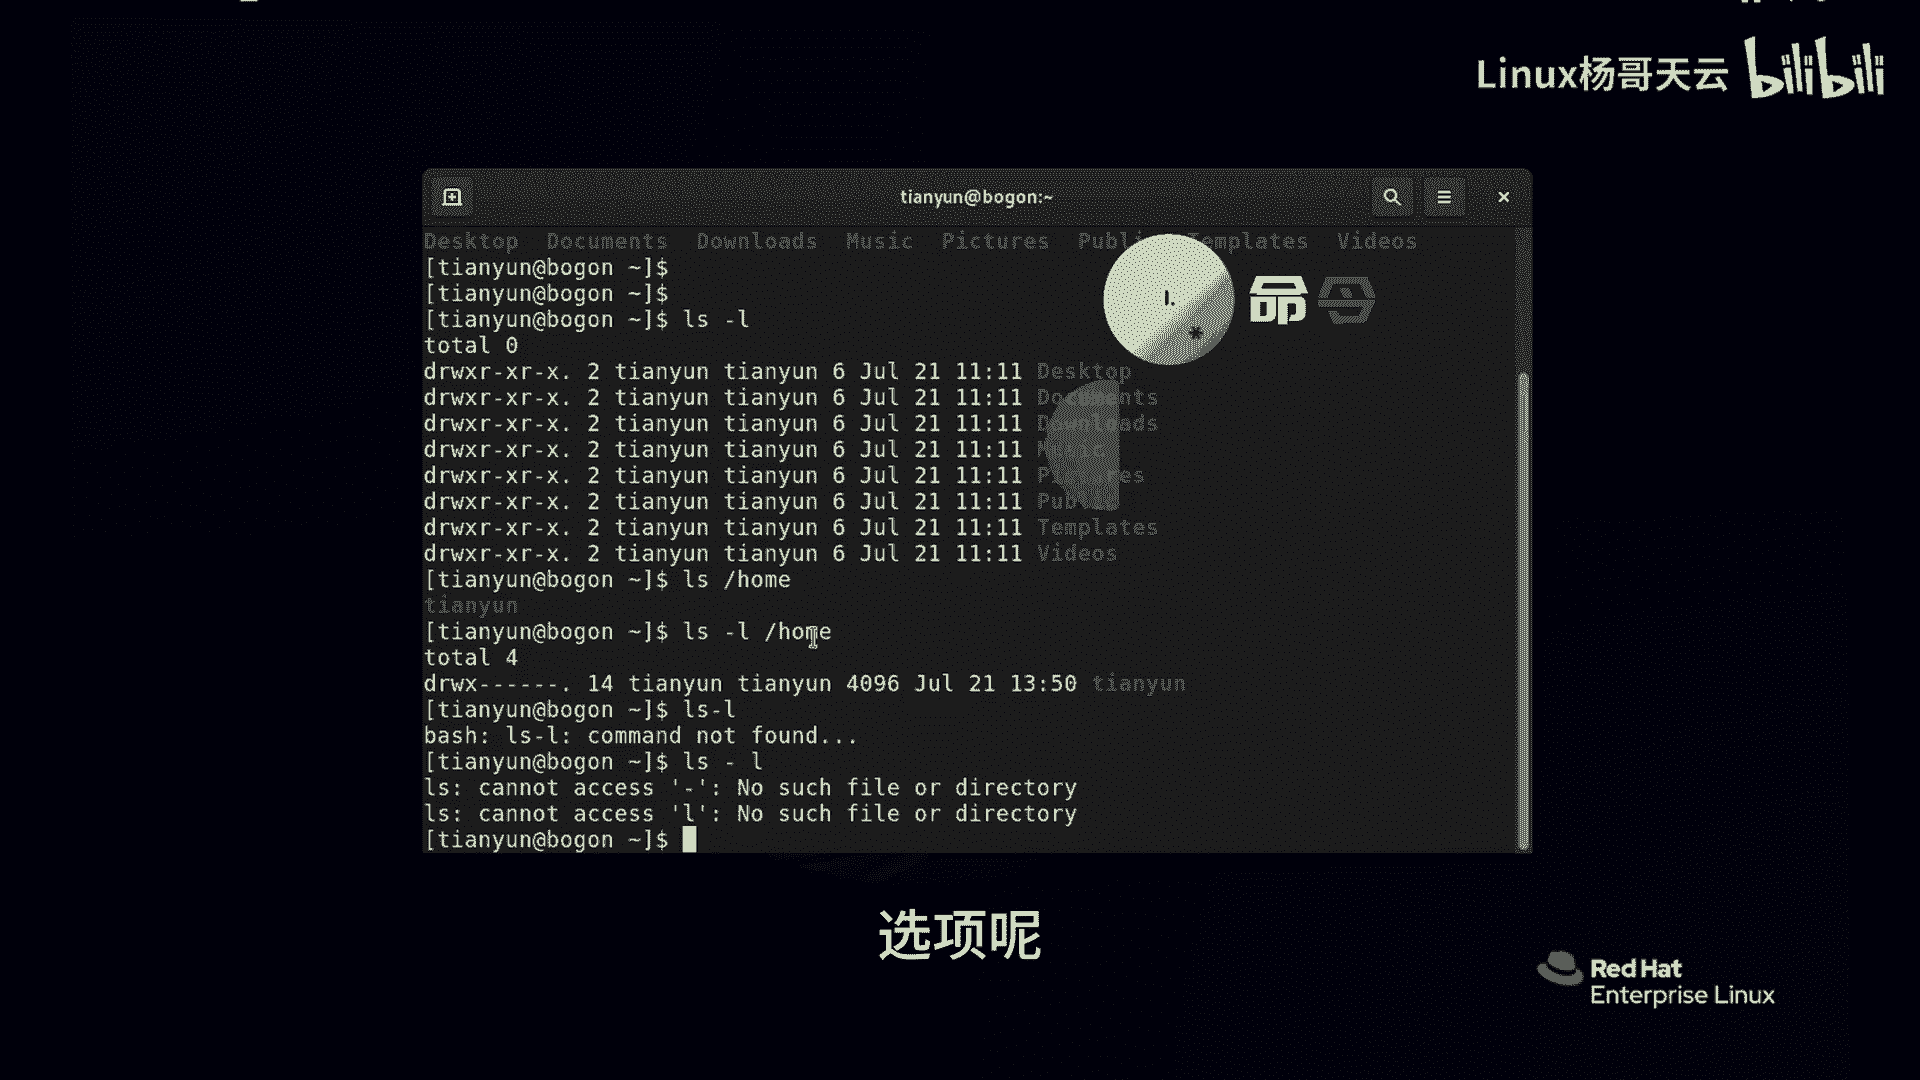 Linux杨哥天云 bilibili
tianyun@bogon:~
Desktop  Documents  Downloads  Music  Pictures  Templates  Videos
[tianyun@bogon ~]$
[tianyun@bogon ~]$
[tianyun@bogon ~]$ ls -l
total 0
drwxr-xr-x. 2 tianyun tianyun 6 Jul 21 11:11 Desktop
drwxr-xr-x. 2 tianyun tianyun 6 Jul 21 11:11 Documents
drwxr-xr-x. 2 tianyun tianyun 6 Jul 21 11:11 Downloads
drwxr-xr-x. 2 tianyun tianyun 6 Jul 21 11:11 Music
drwxr-xr-x. 2 tianyun tianyun 6 Jul 21 11:11 Pictures
drwxr-xr-x. 2 tianyun tianyun 6 Jul 21 11:11 Public
drwxr-xr-x. 2 tianyun tianyun 6 Jul 21 11:11 Templates
drwxr-xr-x. 2 tianyun tianyun 6 Jul 21 11:11 Videos
[tianyun@bogon ~]$ ls /home
tianyun
[tianyun@bogon ~]$ ls -l /home
total 4
drwx------. 14 tianyun tianyun 4096 Jul 21 13:50 tianyun
[tianyun@bogon ~]$ ls-l
bash: ls-l: command not found...
[tianyun@bogon ~]$ ls - l
ls: cannot access '-': No such file or directory
ls: cannot access 'l': No such file or directory
[tianyun@bogon ~]$
选项呢
Red Hat
Enterprise Linux